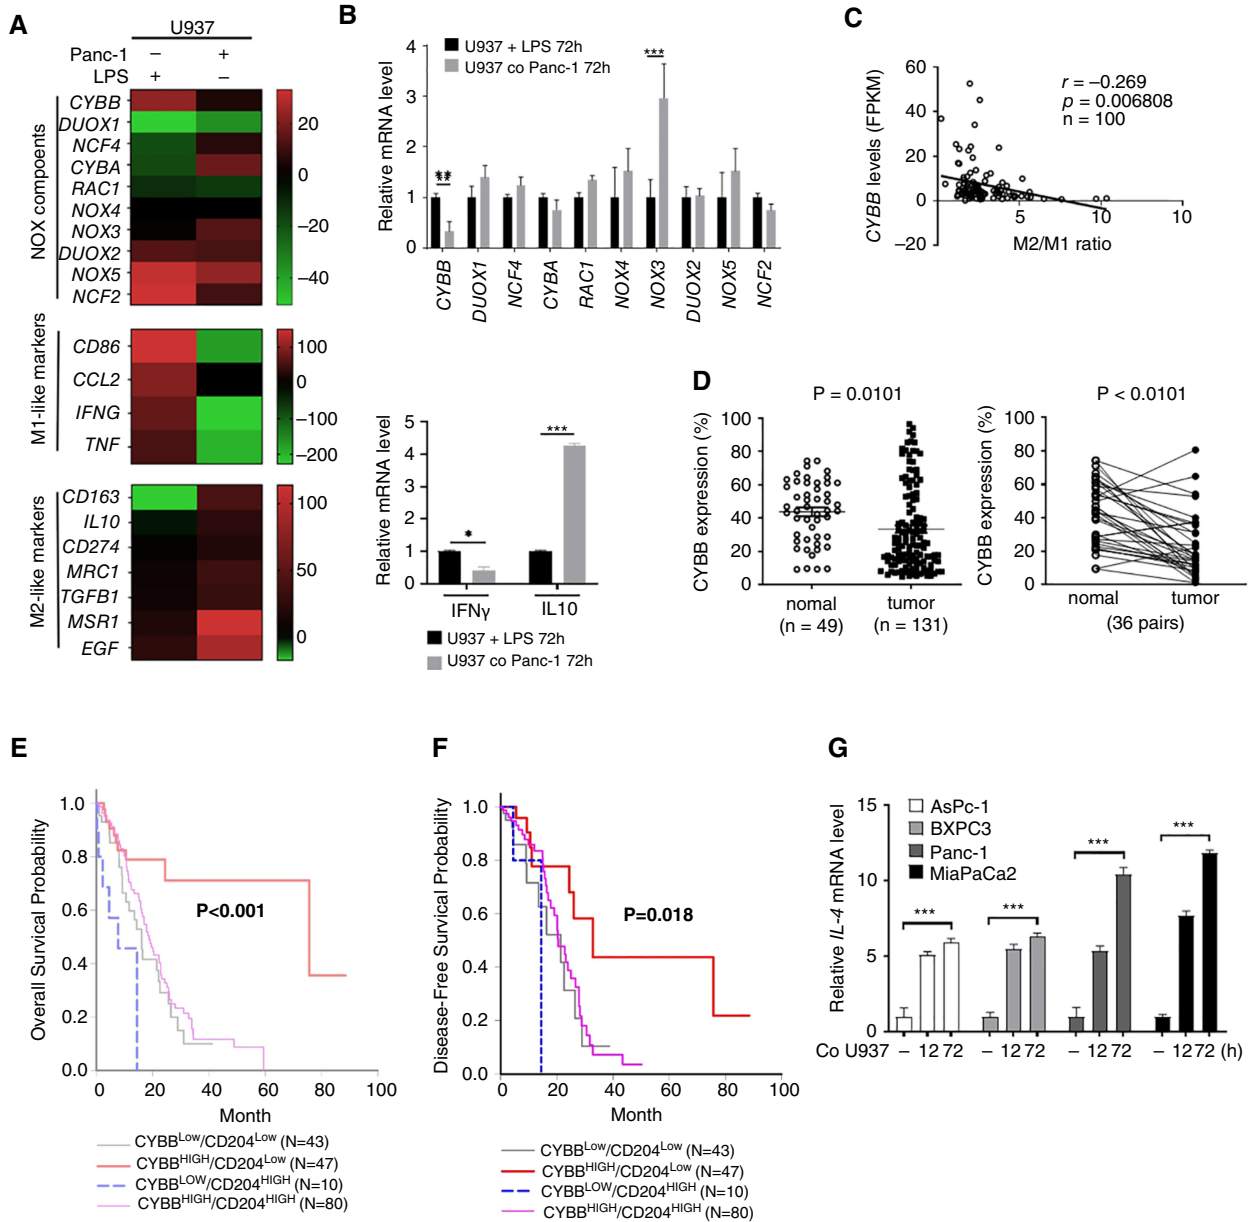 A
U937
Panc-1 – +
LPS + –
NOX compoents
CYBB
DUOX1
NCF4
CYBA
RAC1
NOX4
NOX3
DUOX2
NOX5
NCF2
20
0
–20
–40
M1-like markers
CD86
CCL2
IFNG
TNF
100
0
–100
–200
M2-like markers
CD163
IL10
CD274
MRC1
TGFB1
MSR1
EGF
100
50
0
B
Relative mRNA level
4
3
2
1
0
U937 + LPS 72h
U937 co Panc-1 72h
**
***
CYBB
DUOX1
NCF4
CYBA
RAC1
NOX4
NOX3
DUOX2
NOX5
NCF2
Relative mRNA level
5
4
3
2
1
0
*
***
IFNγ
IL10
U937 + LPS 72h
U937 co Panc-1 72h
C
CYBB levels (FPKM)
60
40
20
0
–20
r = –0.269
p = 0.006808
n = 100
5 10 10
M2/M1 ratio
D
P = 0.0101
CYBB expression (%)
100
80
60
40
20
0
nomal
(n = 49)
tumor
(n = 131)
P < 0.0101
CYBB expression (%)
100
80
60
40
20
0
nomal
tumor
(36 pairs)
E
Overall Survival Probability
1.0
0.8
0.6
0.4
0.2
0.0
P<0.001
0 20 40 60 80 100
Month
CYBBLow/CD204Low (N=43)
CYBBHIGH/CD204Low (N=47)
CYBBLOW/CD204HIGH (N=10)
CYBBHIGH/CD204HIGH (N=80)
F
Disease-Free Survival Probability
1.0
0.8
0.6
0.4
0.2
0.0
P=0.018
0 20 40 60 80 100
Month
CYBBLow/CD204Low (N=43)
CYBBHIGH/CD204Low (N=47)
CYBBLOW/CD204HIGH (N=10)
CYBBHIGH/CD204HIGH (N=80)
G
Relative IL-4 mRNA level
15
10
5
0
AsPc-1
BXPC3
Panc-1
MiaPaCa2
***
***
***
***
Co U937 – 12 72 – 12 72 – 12 72 – 12 72 (h)